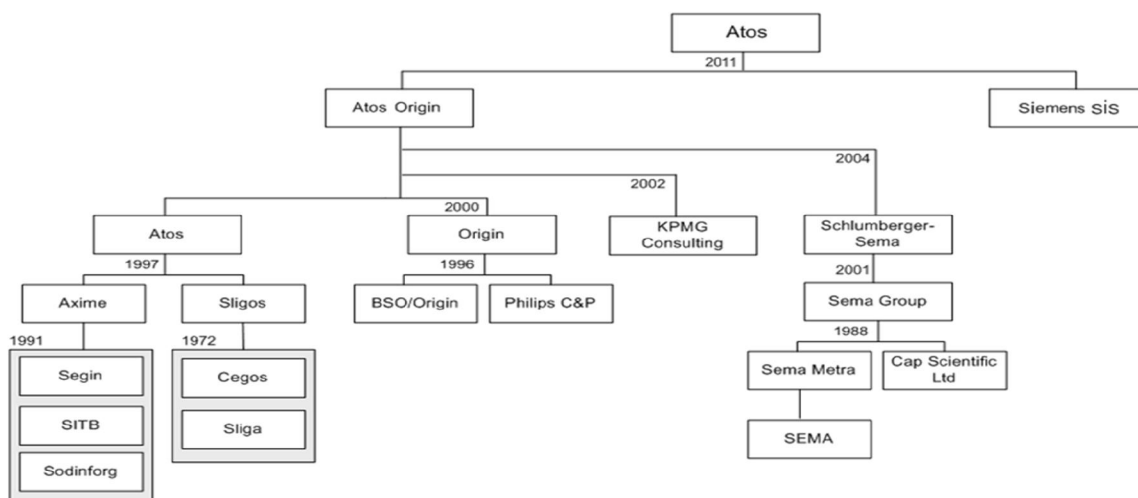 Atos
2011
Atos Origin
Siemens SİS
2004
2002
2000
Atos
Origin
KPMG
Consulting
Schlumberger-
Sema
1997
1996
2001
Axime
Sligos
BSO/Origin
Philips C&P
Sema Group
1991
1972
1988
Segin
Cegos
Sema Metra
Cap Scientific
Ltd
SITB
Sliga
SEMA
Sodinforg